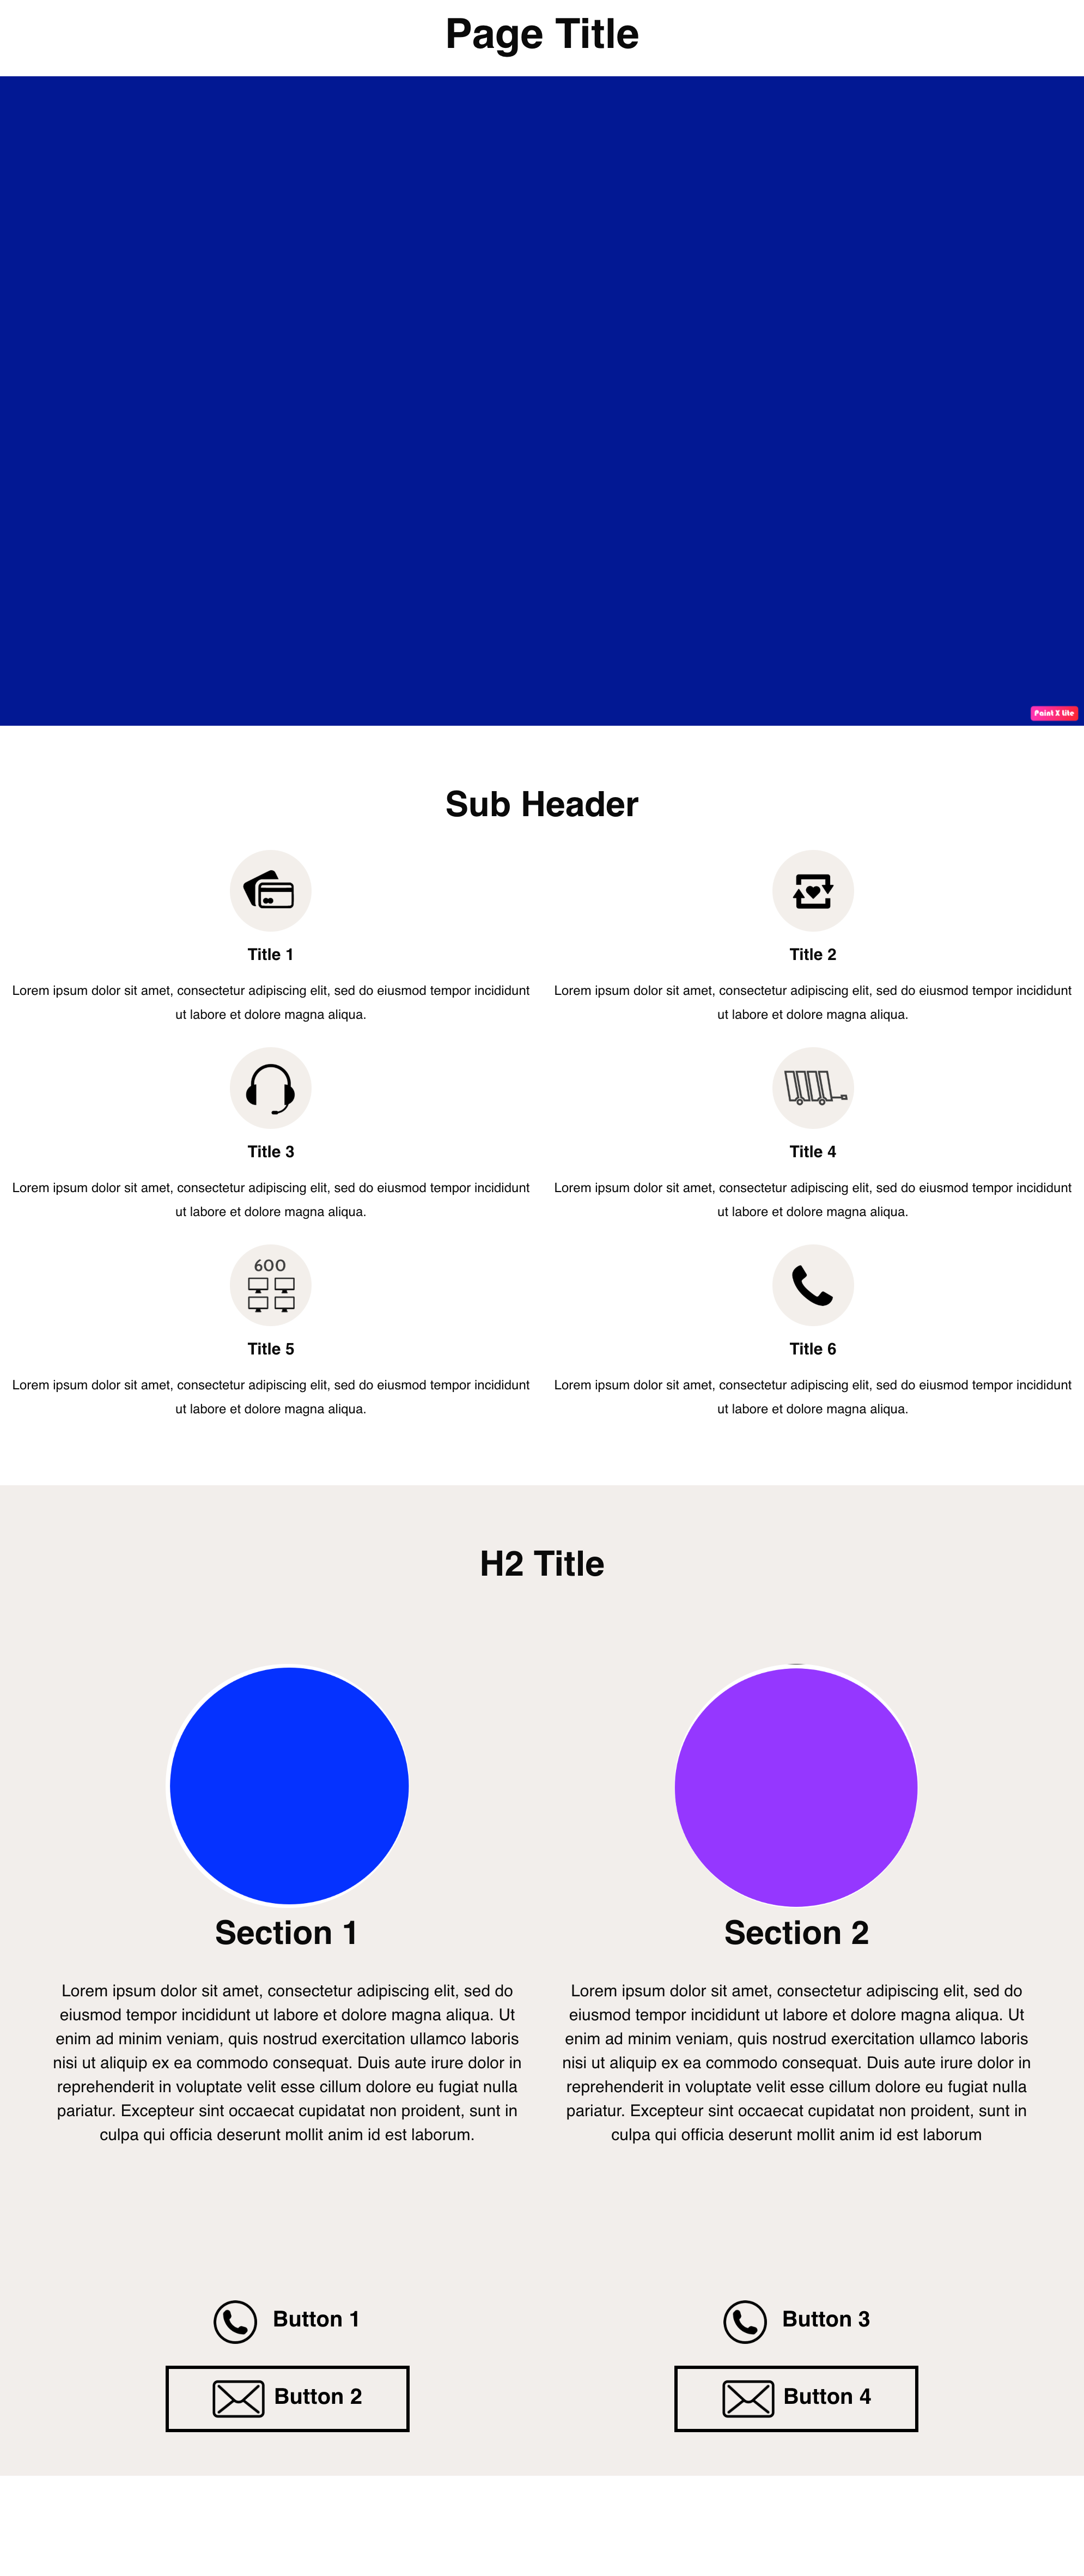 Page Title
Paint X Lite
Sub Header
Title 1
Lorem ipsum dolor sit amet, consectetur adipiscing elit, sed do eiusmod tempor incididunt
ut labore et dolore magna aliqua.
Title 2
Lorem ipsum dolor sit amet, consectetur adipiscing elit, sed do eiusmod tempor incididunt
ut labore et dolore magna aliqua.
Title 3
Lorem ipsum dolor sit amet, consectetur adipiscing elit, sed do eiusmod tempor incididunt
ut labore et dolore magna aliqua.
Title 4
Lorem ipsum dolor sit amet, consectetur adipiscing elit, sed do eiusmod tempor incididunt
ut labore et dolore magna aliqua.
600
Title 5
Lorem ipsum dolor sit amet, consectetur adipiscing elit, sed do eiusmod tempor incididunt
ut labore et dolore magna aliqua.
Title 6
Lorem ipsum dolor sit amet, consectetur adipiscing elit, sed do eiusmod tempor incididunt
ut labore et dolore magna aliqua.
H2 Title
Section 1
Lorem ipsum dolor sit amet, consectetur adipiscing elit, sed do
eiusmod tempor incididunt ut labore et dolore magna aliqua. Ut
enim ad minim veniam, quis nostrud exercitation ullamco laboris
nisi ut aliquip ex ea commodo consequat. Duis aute irure dolor in
reprehenderit in voluptate velit esse cillum dolore eu fugiat nulla
pariatur. Excepteur sint occaecat cupidatat non proident, sunt in
culpa qui officia deserunt mollit anim id est laborum.
Button 1
Button 2
Section 2
Lorem ipsum dolor sit amet, consectetur adipiscing elit, sed do
eiusmod tempor incididunt ut labore et dolore magna aliqua. Ut
enim ad minim veniam, quis nostrud exercitation ullamco laboris
nisi ut aliquip ex ea commodo consequat. Duis aute irure dolor in
reprehenderit in voluptate velit esse cillum dolore eu fugiat nulla
pariatur. Excepteur sint occaecat cupidatat non proident, sunt in
culpa qui officia deserunt mollit anim id est laborum
Button 3
Button 4